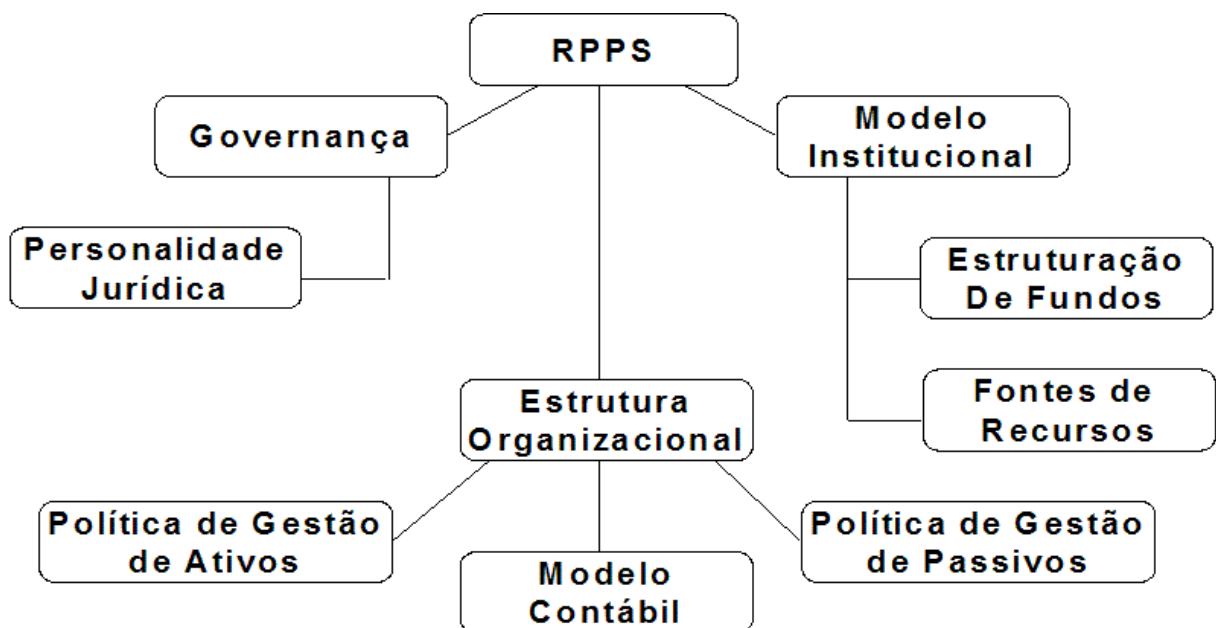 RPPS
Governança
Modelo
Institucional
Personalidade
Jurídica
Estruturação
De Fundos
Fontes de
Recursos
Estrutura
Organizacional
Política de Gestão
de Ativos
Modelo
Contábil
Política de Gestão
de Passivos